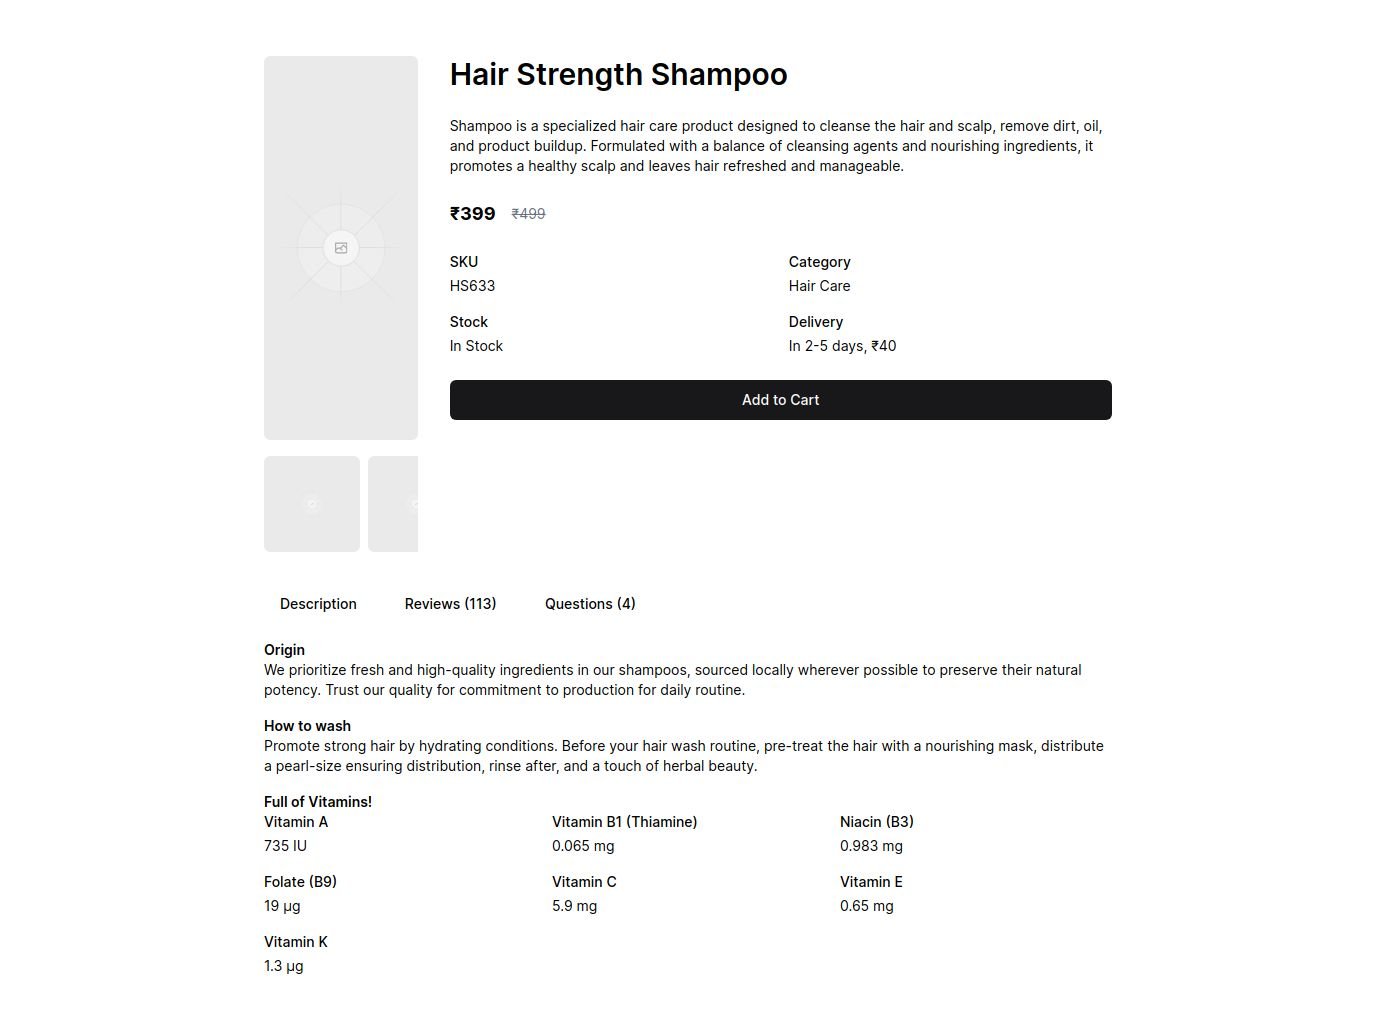 Hair Strength Shampoo
Shampoo is a specialized hair care product designed to cleanse the hair and scalp, remove dirt, oil,
and product buildup. Formulated with a balance of cleansing agents and nourishing ingredients, it
promotes a healthy scalp and leaves hair refreshed and manageable.
₹399 ₹499
SKU Category
HS633 Hair Care
Stock Delivery
In Stock In 2-5 days, ₹40
Add to Cart
Description Reviews (113) Questions (4)
Origin
We prioritize fresh and high-quality ingredients in our shampoos, sourced locally wherever possible to preserve their natural
potency. Trust our quality for commitment to production for daily routine.
How to wash
Promote strong hair by hydrating conditions. Before your hair wash routine, pre-treat the hair with a nourishing mask, distribute
a pearl-size ensuring distribution, rinse after, and a touch of herbal beauty.
Full of Vitamins!
Vitamin A Vitamin B1 (Thiamine) Niacin (B3)
735 IU 0.065 mg 0.983 mg
Folate (B9) Vitamin C Vitamin E
19 µg 5.9 mg 0.65 mg
Vitamin K
1.3 µg